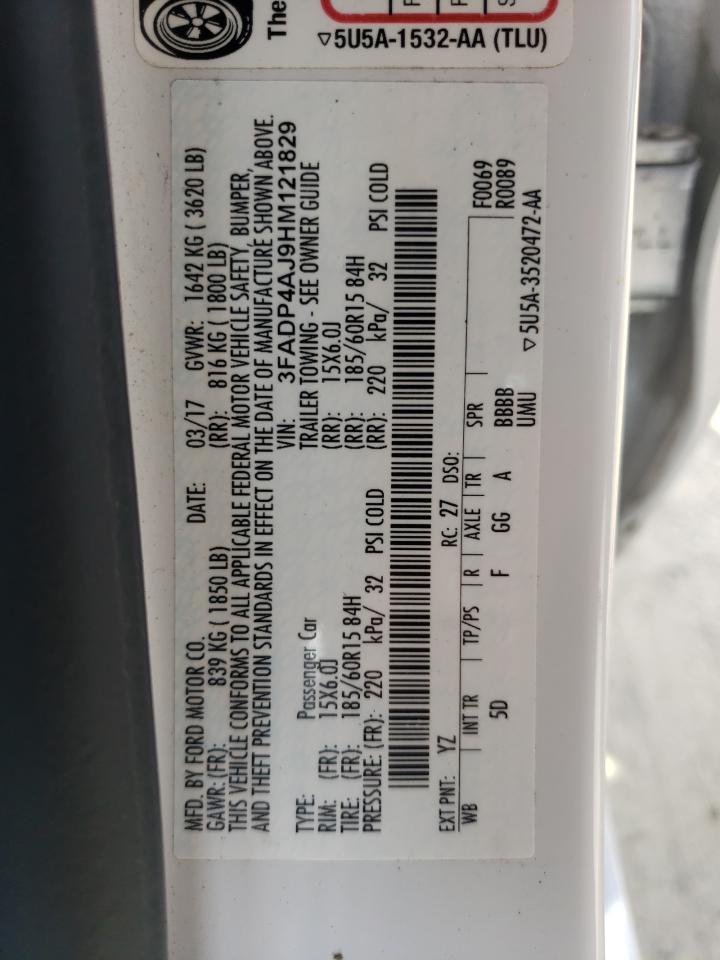 The
▽5U5A-1532-AA (TLU)
MFD. BY FORD MOTOR CO. DATE: 03/17 GVWR: 1642 KG ( 3620 LB)
GAWR: (FR): 839 KG ( 1850 LB) (RR): 816 KG ( 1800 LB)
THIS VEHICLE CONFORMS TO ALL APPLICABLE FEDERAL MOTOR VEHICLE SAFETY, BUMPER,
AND THEFT PREVENTION STANDARDS IN EFFECT ON THE DATE OF MANUFACTURE SHOWN ABOVE.
VIN: 3FADP4AJ9HM121829
TYPE: Passenger Car TRAILER TOWING - SEE OWNER GUIDE
RIM: (FR): 15X6.0J (RR): 15X6.0J
TIRE: (FR): 185/60R15 84H (RR): 185/60R15 84H
PRESSURE: (FR): 220 kPa/ 32 PSI COLD (RR): 220 kPa/ 32 PSI COLD
EXT PNT: YZ RC: 27 DSO:
WB INT TR TP/PS R AXLE TR SPR F0069
5D F GG A BBBB R0089
UMU
▽5U5A-3520472-AA